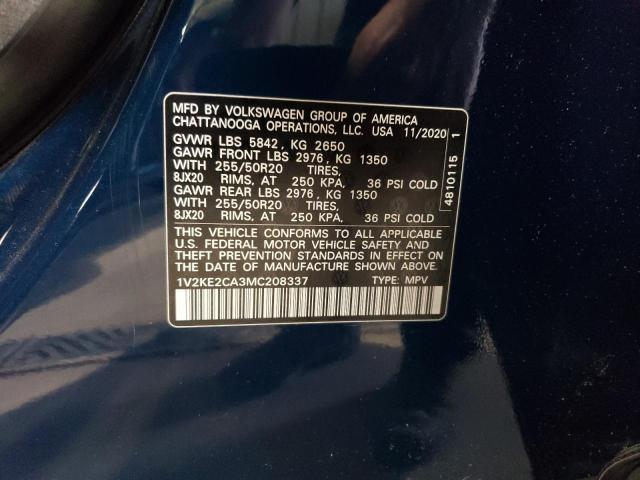 MFD BY VOLKSWAGEN GROUP OF AMERICA
CHATTANOOGA OPERATIONS, LLC. USA 11/2020
GVWR LBS 5842, KG 2650
GAWR FRONT LBS 2976, KG 1350
WITH 255/50R20 TIRES,
8JX20 RIMS, AT 250 KPA, 36 PSI COLD
GAWR REAR LBS 2976, KG 1350
WITH 255/50R20 TIRES,
8JX20 RIMS, AT 250 KPA, 36 PSI COLD
THIS VEHICLE CONFORMS TO ALL APPLICABLE
U.S. FEDERAL MOTOR VEHICLE SAFETY AND
THEFT PREVENTION STANDARDS IN EFFECT ON
THE DATE OF MANUFACTURE SHOWN ABOVE.
1V2KE2CA3MC208337 TYPE: MPV
4810115 1